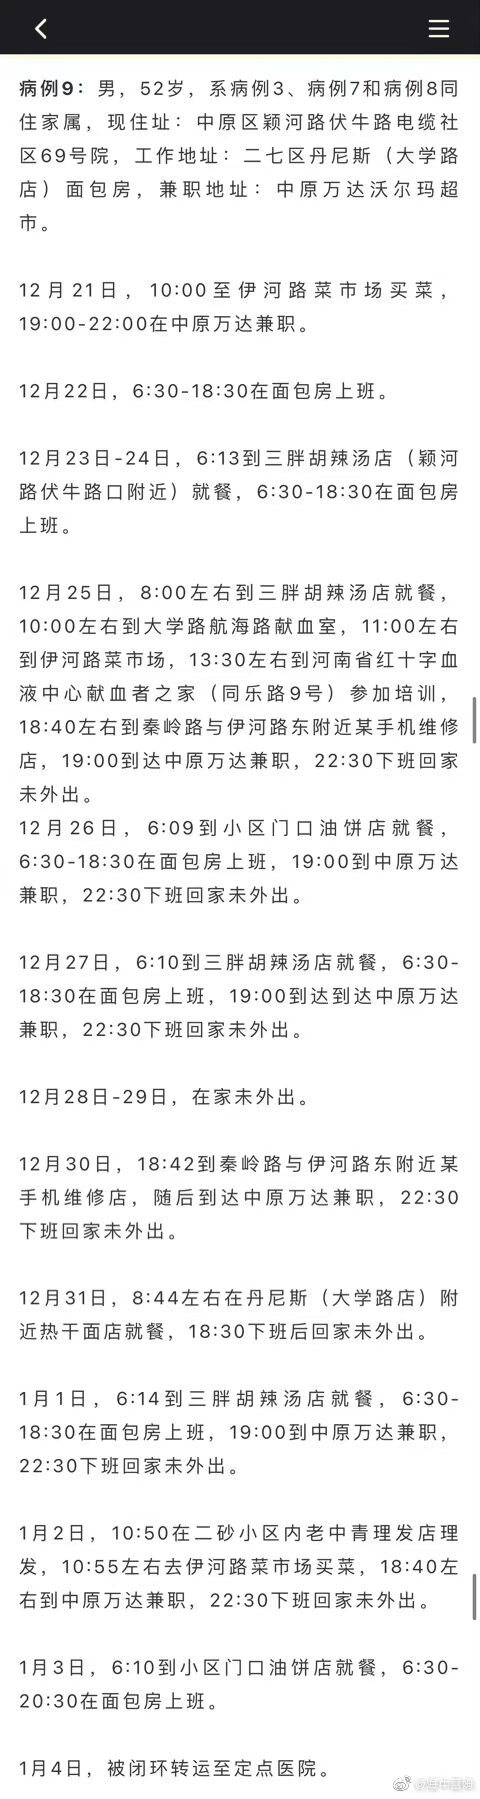 病例9：男，52岁，系病例3、病例7和病例8同
住家属，现住址：中原区颖河路伏牛路电缆社
区69号院，工作地址：二七区丹尼斯（大学路
店）面包房，兼职地址：中原万达沃尔玛超
市。
12月21日，10:00至伊河路菜市场买菜，
19:00-22:00在中原万达兼职。
12月22日，6:30-18:30在面包房上班。
12月23日-24日，6:13到三胖胡辣汤店（颖河
路伏牛路口附近）就餐，6:30-18:30在面包房
上班。
12月25日，8:00左右到三胖胡辣汤店就餐，
10:00左右到大学路航海路献血室，11:00左右
到伊河路菜市场，13:30左右到河南省红十字血
液中心献血者之家（同乐路9号）参加培训，
18:40左右到秦岭路与伊河路东附近某手机维修
店，19:00到达中原万达兼职，22:30下班回家
未外出。
12月26日，6:09到小区门口油饼店就餐，
6:30-18:30在面包房上班，19:00到中原万达
兼职，22:30下班回家未外出。
12月27日，6:10到三胖胡辣汤店就餐，6:30-
18:30在面包房上班，19:00到达到达中原万达
兼职，22:30下班回家未外出。
12月28日-29日，在家未外出。
12月30日，18:42到秦岭路与伊河路东附近某
手机维修店，随后到达中原万达兼职，22:30
下班回家未外出。
12月31日，8:44左右在丹尼斯（大学路店）附
近热干面店就餐，18:30下班后回家未外出。
1月1日，6:14到三胖胡辣汤店就餐，6:30-
18:30在面包房上班，19:00到中原万达兼职，
22:30下班回家未外出。
1月2日，10:50在二砂小区内老中青理发店理
发，10:55左右去伊河路菜市场买菜，18:40左
右到中原万达兼职，22:30下班回家未外出。
1月3日，6:10到小区门口油饼店就餐，6:30-
20:30在面包房上班。
1月4日，被闭环转运至定点医院。